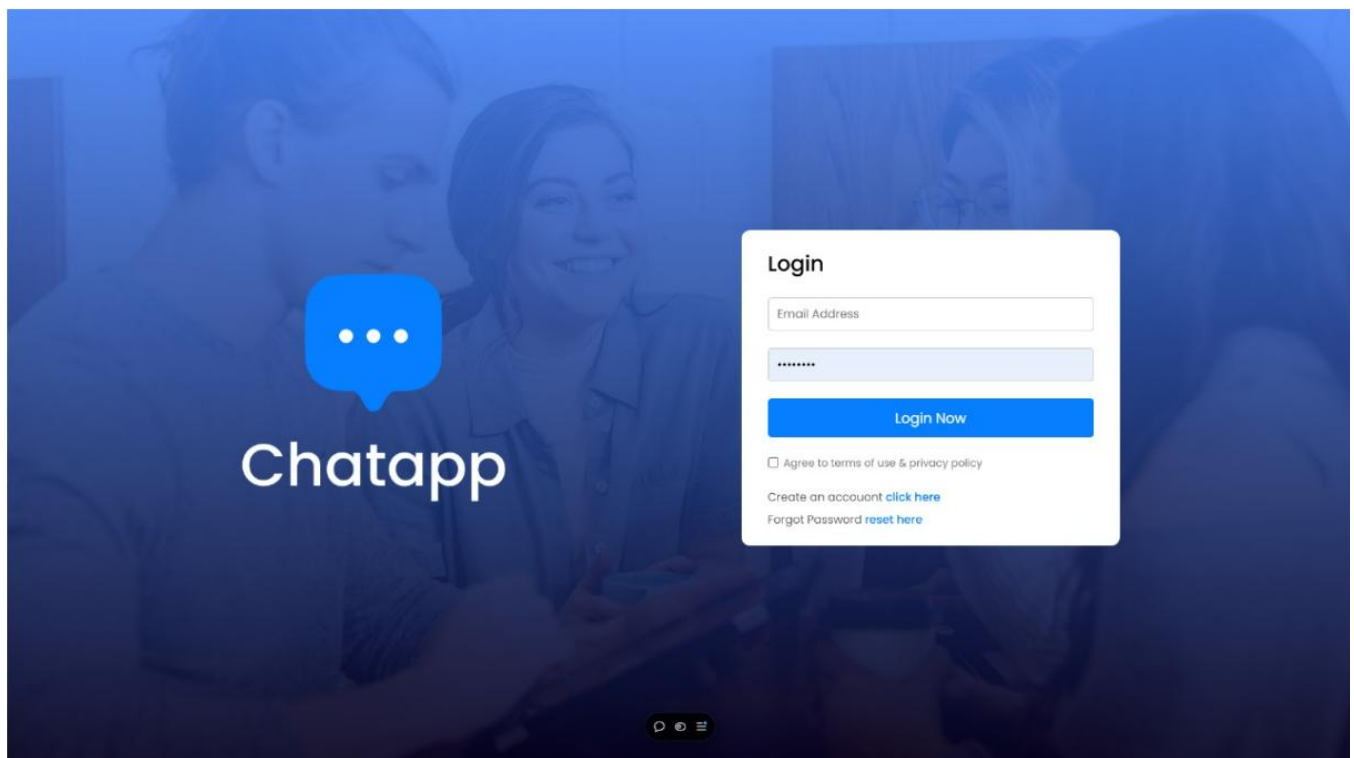 Chatapp
Login
Email Address
••••••••
Login Now
Agree to terms of use & privacy policy
Create an accouont click here
Forgot Password reset here